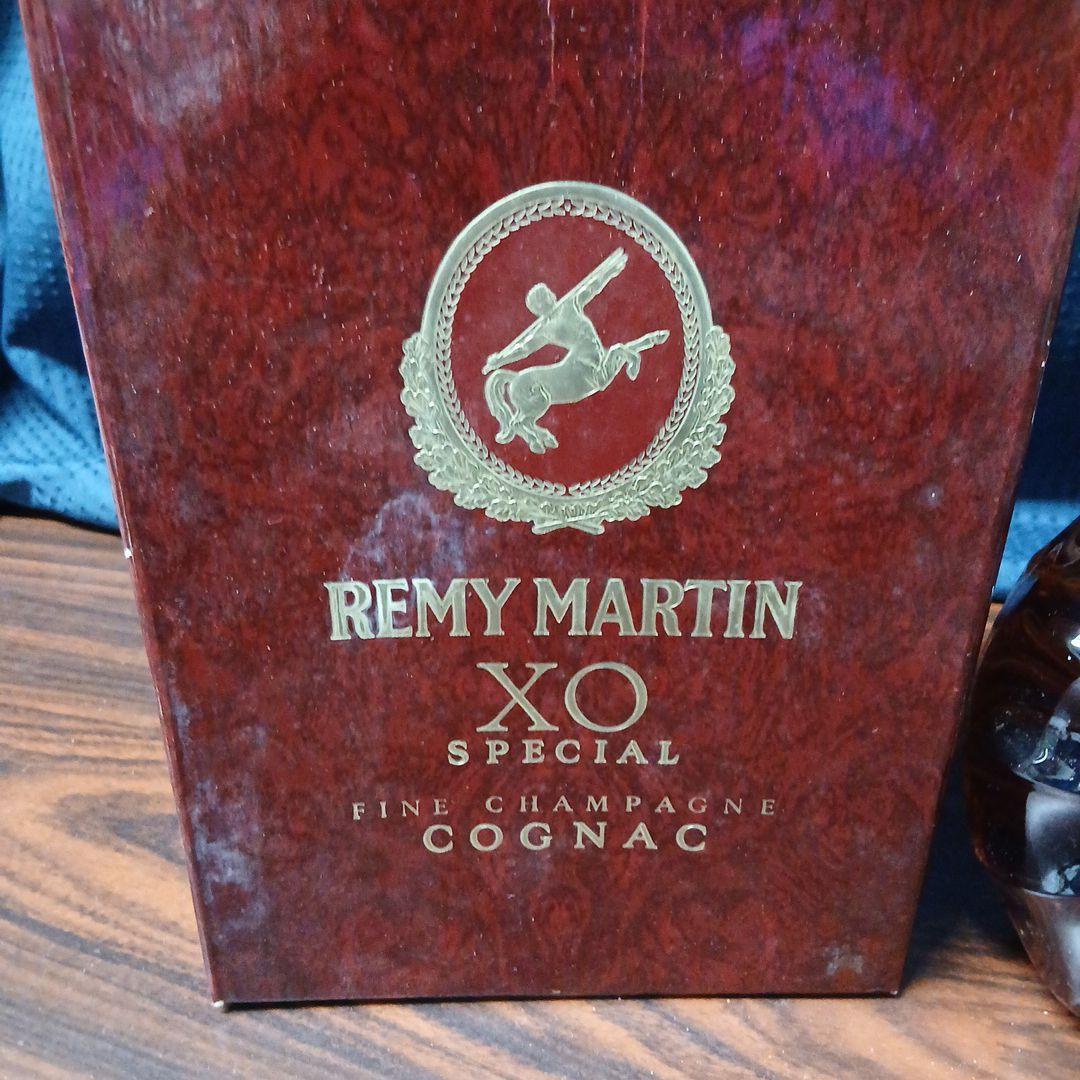 REMY MARTIN
XO
SPECIAL
FINE CHAMPAGNE
COGNAC